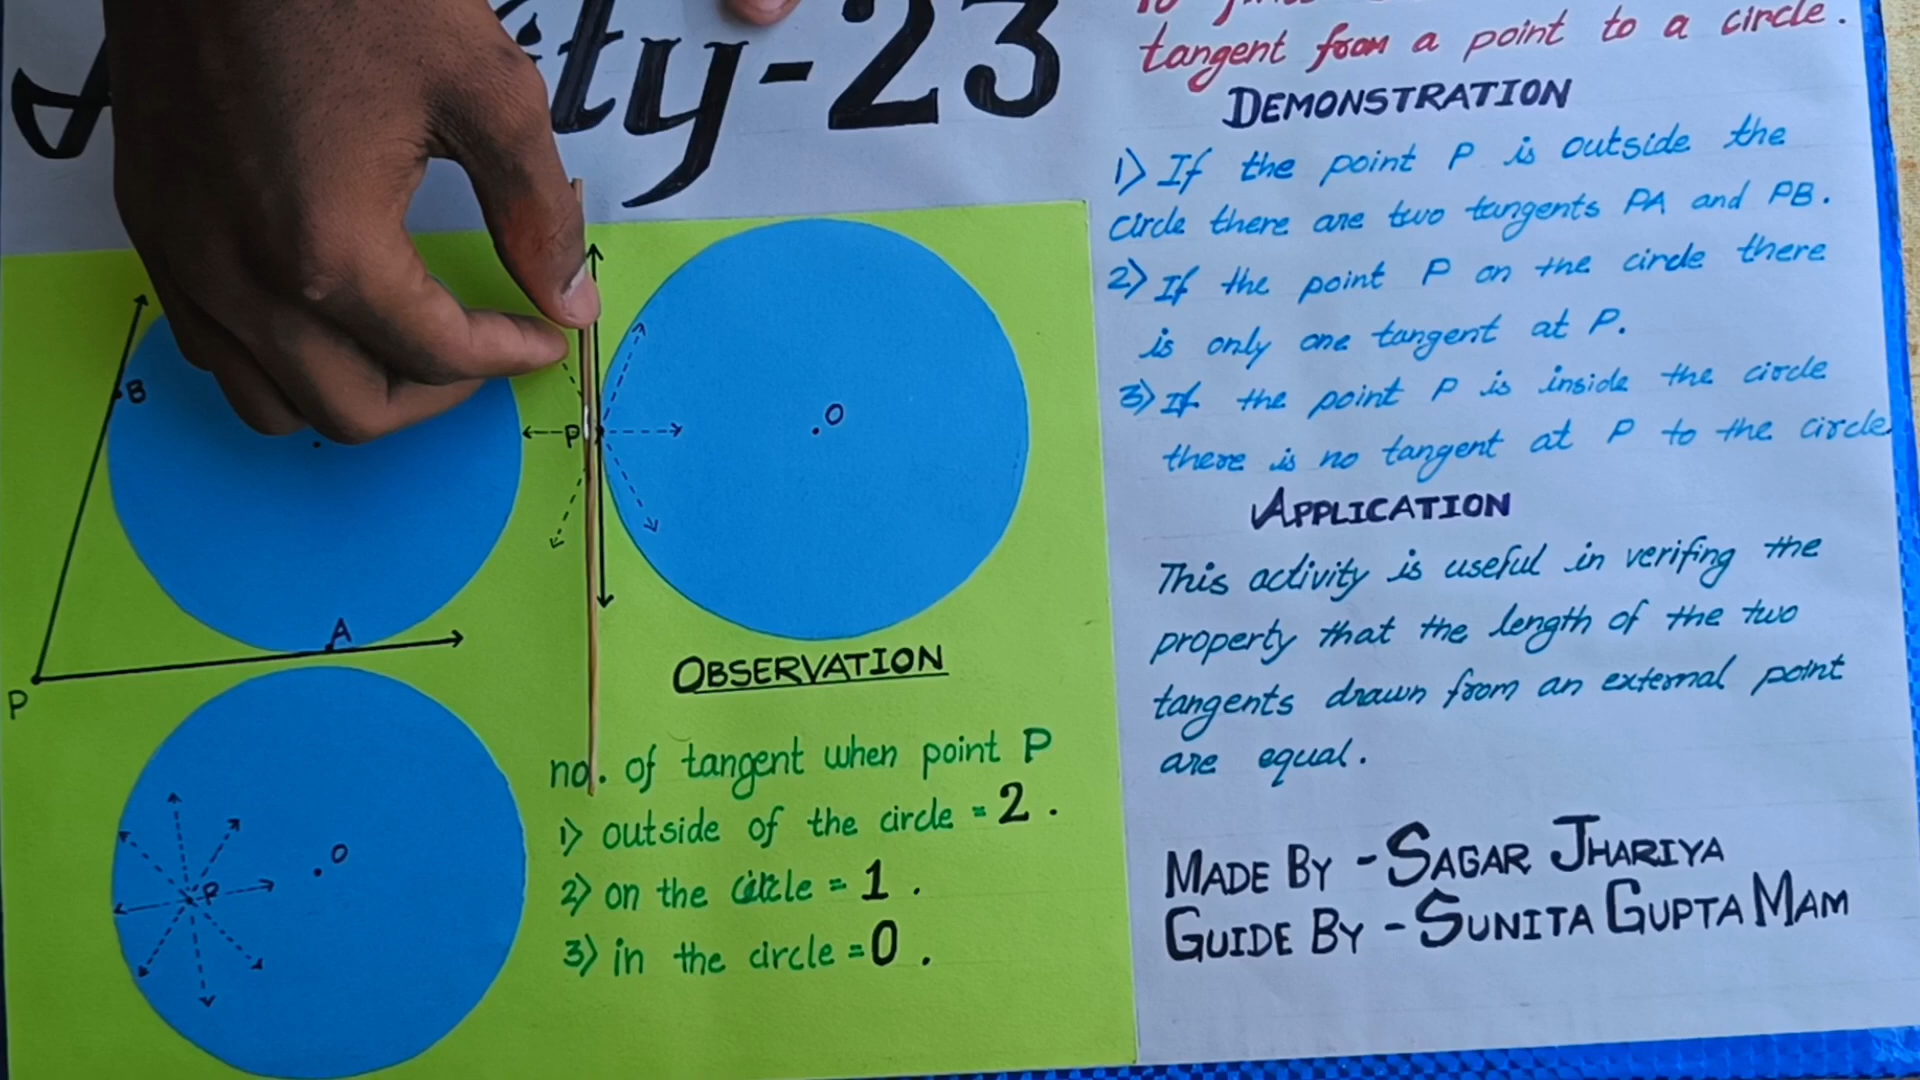 ity-23
tangent from a point to a circle.
DEMONSTRATION
1) If the point P is outside the
circle there are two tangents PA and PB.
2) If the point P on the circle there
is only one tangent at P.
3) If the point P is inside the circle
there is no tangent at P to the circle
APPLICATION
This activity is useful in verifing the
property that the length of the two
tangents drawn from an external point
are equal.
MADE BY - SAGAR JHARIYA
GUIDE BY - SUNITA GUPTA MAM
B
A
P
P
O
P
O
OBSERVATION
no. of tangent when point P
1) outside of the circle = 2.
2) on the circle = 1.
3) in the circle = 0.